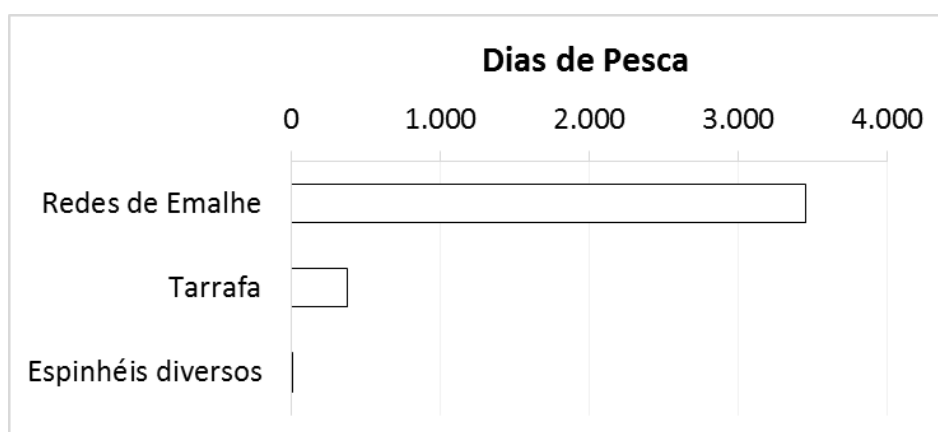 Dias de Pesca
0 1.000 2.000 3.000 4.000
Redes de Emalhe
Tarrafa
Espinhéis diversos